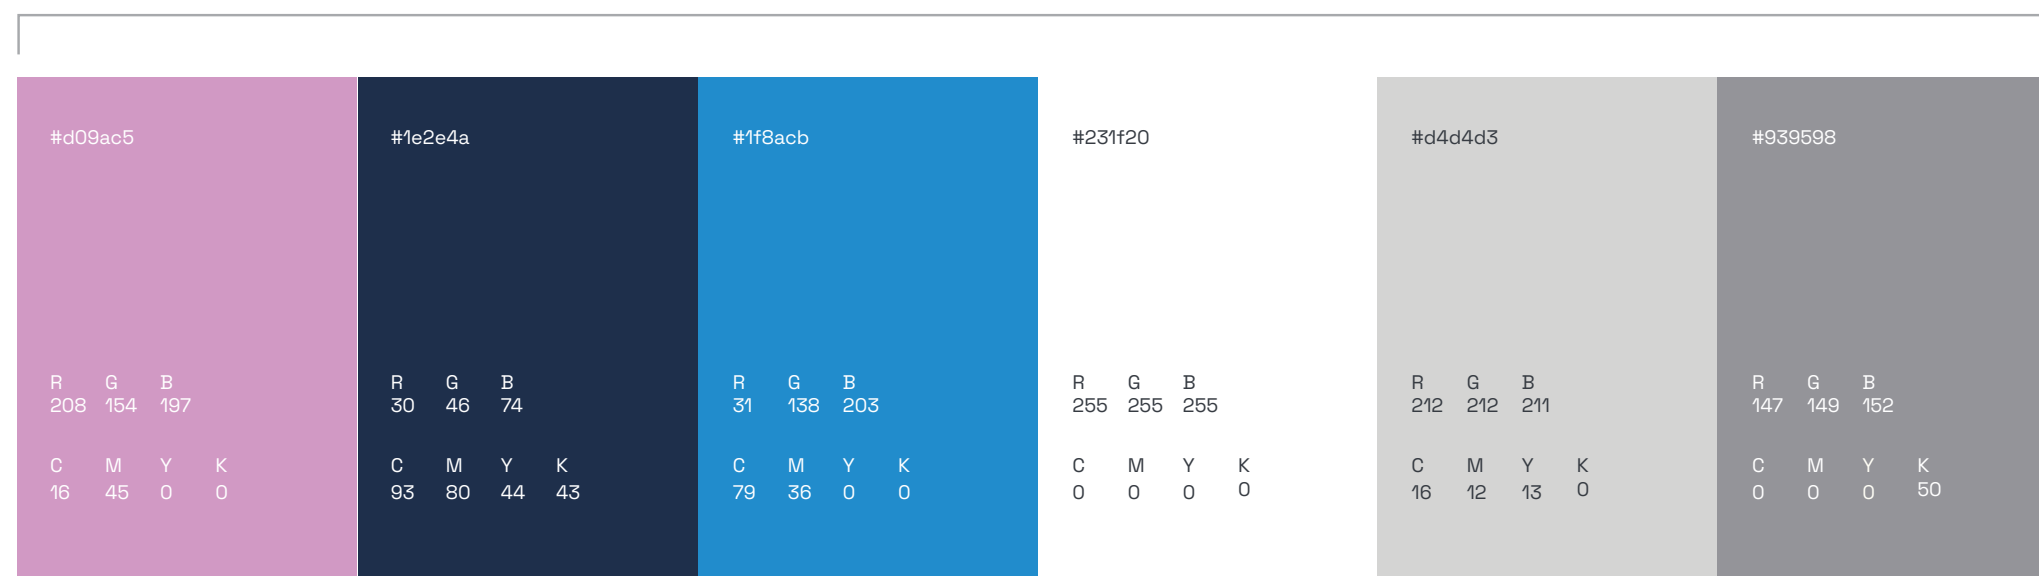 #d09ac5
R G B
208 154 197
C M Y K
16 45 0 0
#1e2e4a
R G B
30 46 74
C M Y K
93 80 44 43
#1f8acb
R G B
31 138 203
C M Y K
79 36 0 0
#231f20
R G B
255 255 255
C M Y K
0 0 0 0
#d4d4d3
R G B
212 212 211
C M Y K
16 12 13 0
#939598
R G B
147 149 152
C M Y K
0 0 0 50